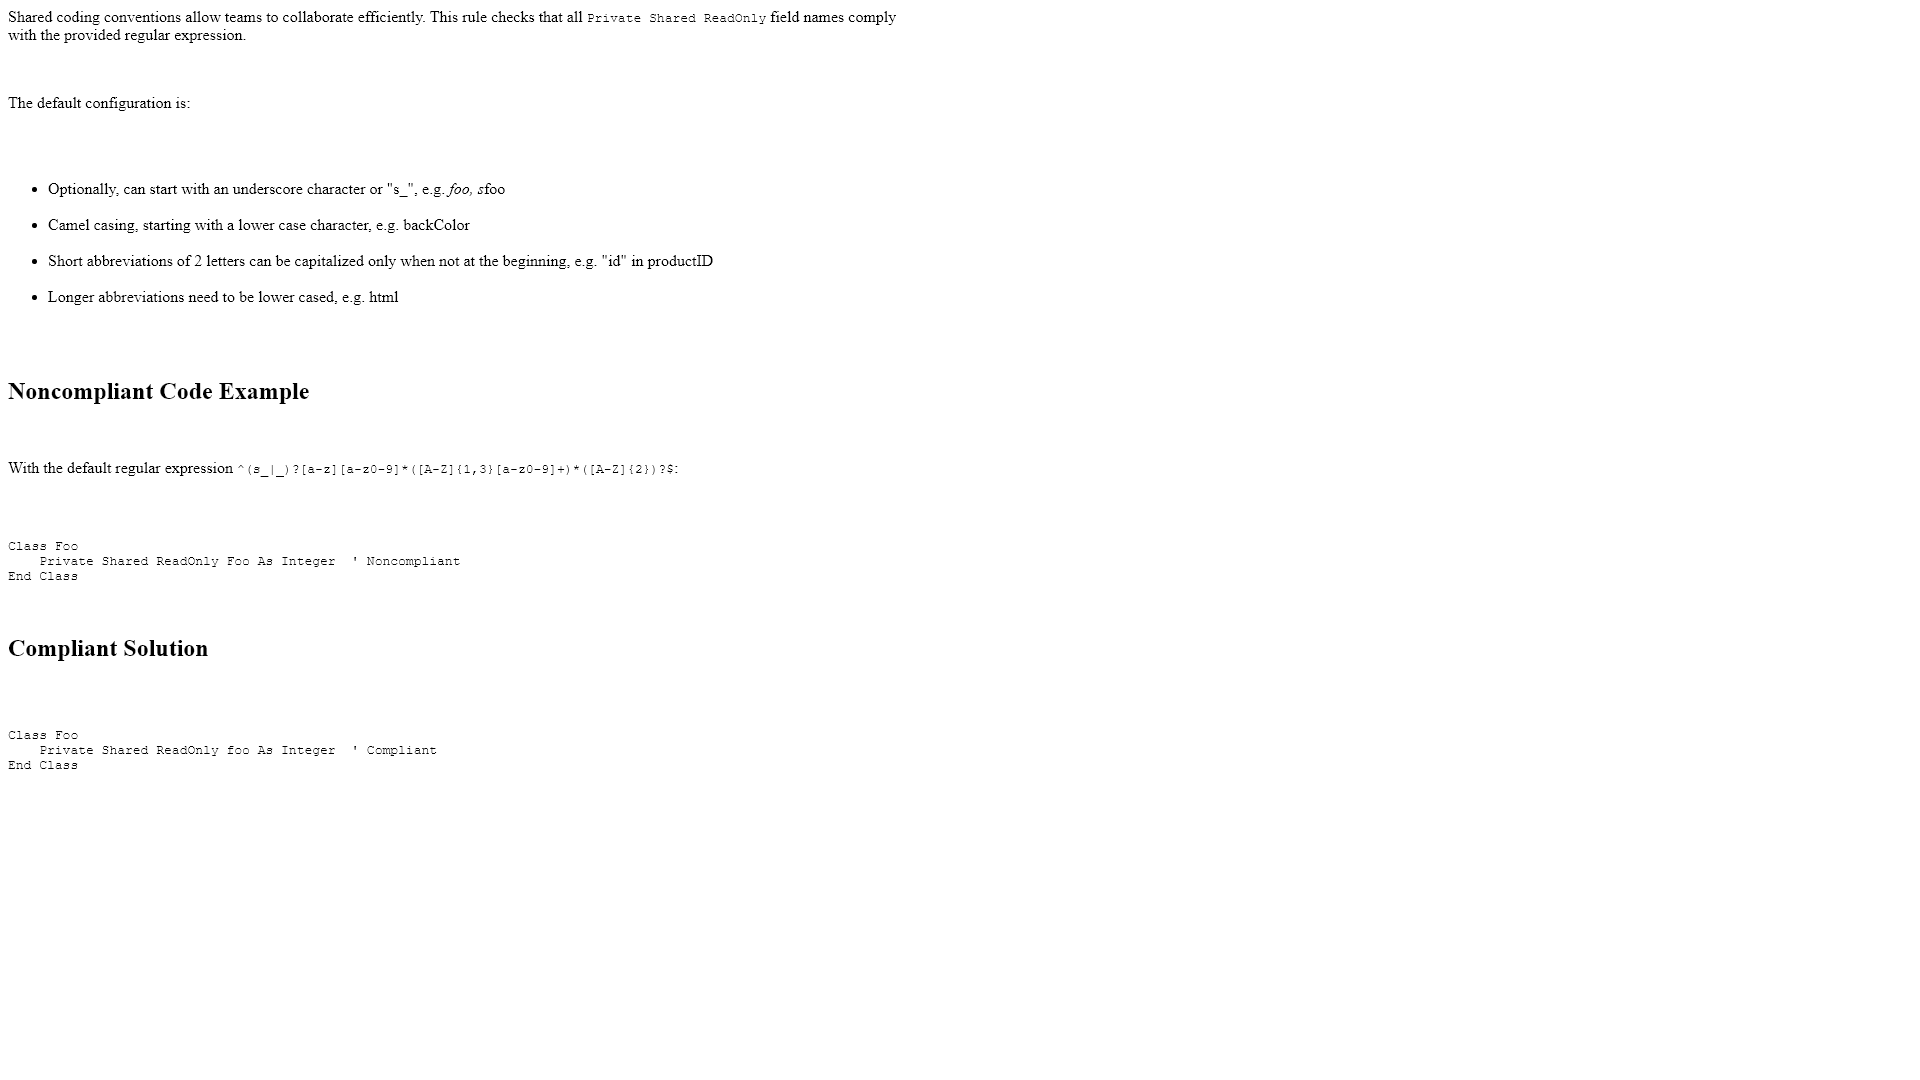 Shared coding conventions allow teams to collaborate efficiently. This rule checks that all Private Shared ReadOnly field names comply
with the provided regular expression.
The default configuration is:
• Optionally, can start with an underscore character or "s_", e.g. foo, sfoo
• Camel casing, starting with a lower case character, e.g. backColor
• Short abbreviations of 2 letters can be capitalized only when not at the beginning, e.g. "id" in productID
• Longer abbreviations need to be lower cased, e.g. html
Noncompliant Code Example
With the default regular expression ^(s_|_)?[a-z][a-z0-9]*([A-Z]{1,3}[a-z0-9]+)*([A-Z]{2})?$:
Class Foo
    Private Shared ReadOnly Foo As Integer  ' Noncompliant
End Class
Compliant Solution
Class Foo
    Private Shared ReadOnly foo As Integer  ' Compliant
End Class